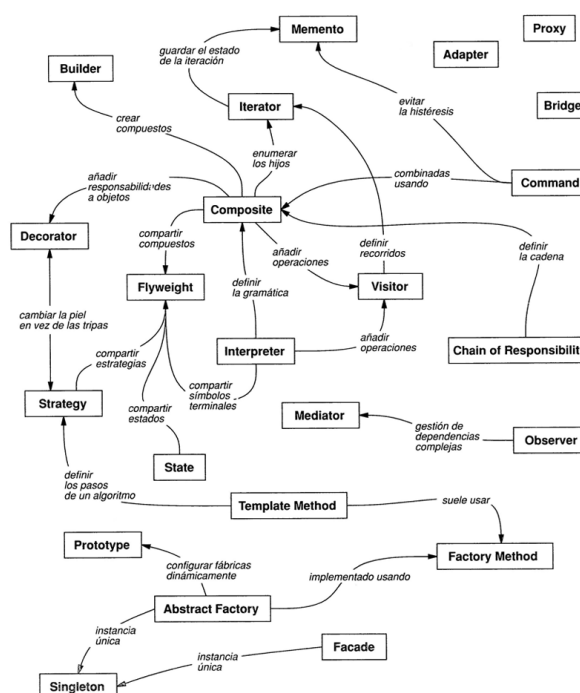 Memento
Proxy
Adapter
guardar el estado
de la iteración
Builder
Iterator
evitar
la histéresis
Bridge
crear
compuestos
enumerar
los hijos
añadir
responsabilidades
a objetos
combinadas
usando
Command
Composite
Decorator
compartir
compuestos
añadir
operaciones
definir
recorridos
definir
la cadena
Flyweight
definir
la gramática
Visitor
cambiar la piel
en vez de las tripas
añadir
operaciones
compartir
estrategias
Interpreter
Chain of Responsibilit
compartir
símbolos
terminales
Strategy
compartir
estados
Mediator
gestión de
dependencias
complejas
Observer
State
definir
los pasos
de un algoritmo
Template Method
suele usar
Prototype
configurar fábricas
dinámicamente
implementado usando
Factory Method
Abstract Factory
instancia
única
Facade
instancia
única
Singleton